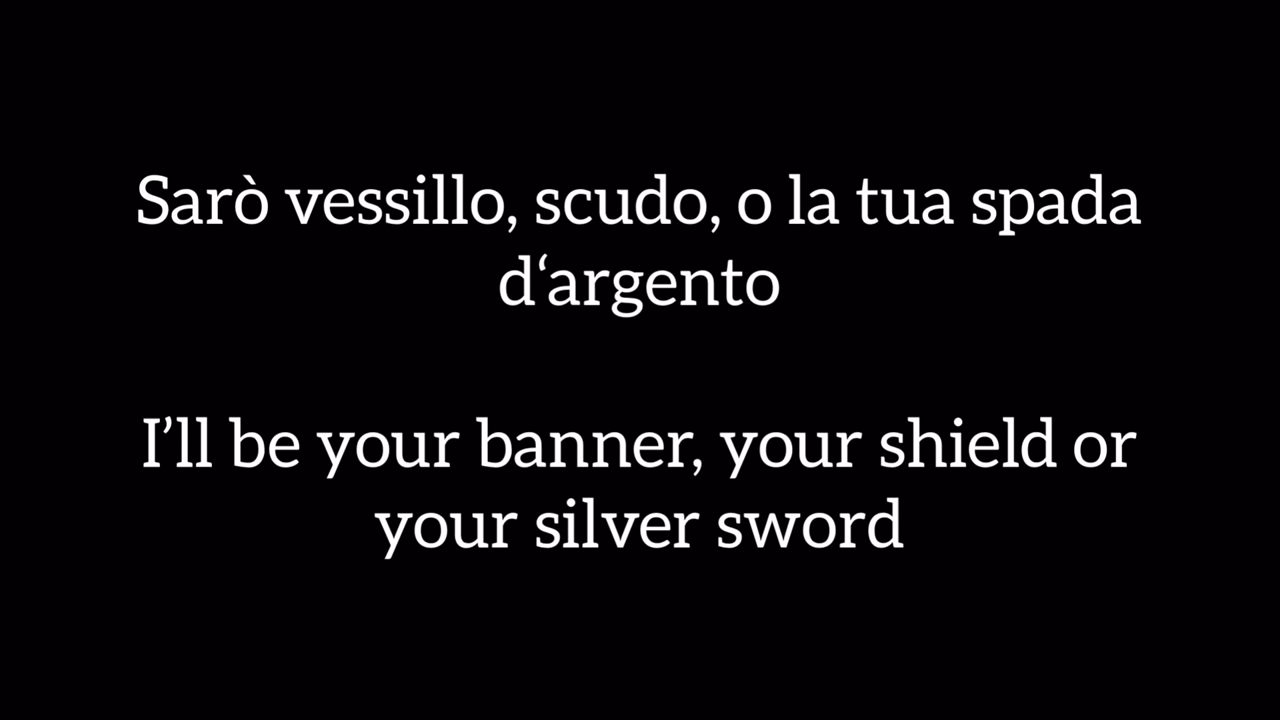 Sarò vessillo, scudo, o la tua spada
d‘argento
I’ll be your banner, your shield or
your silver sword